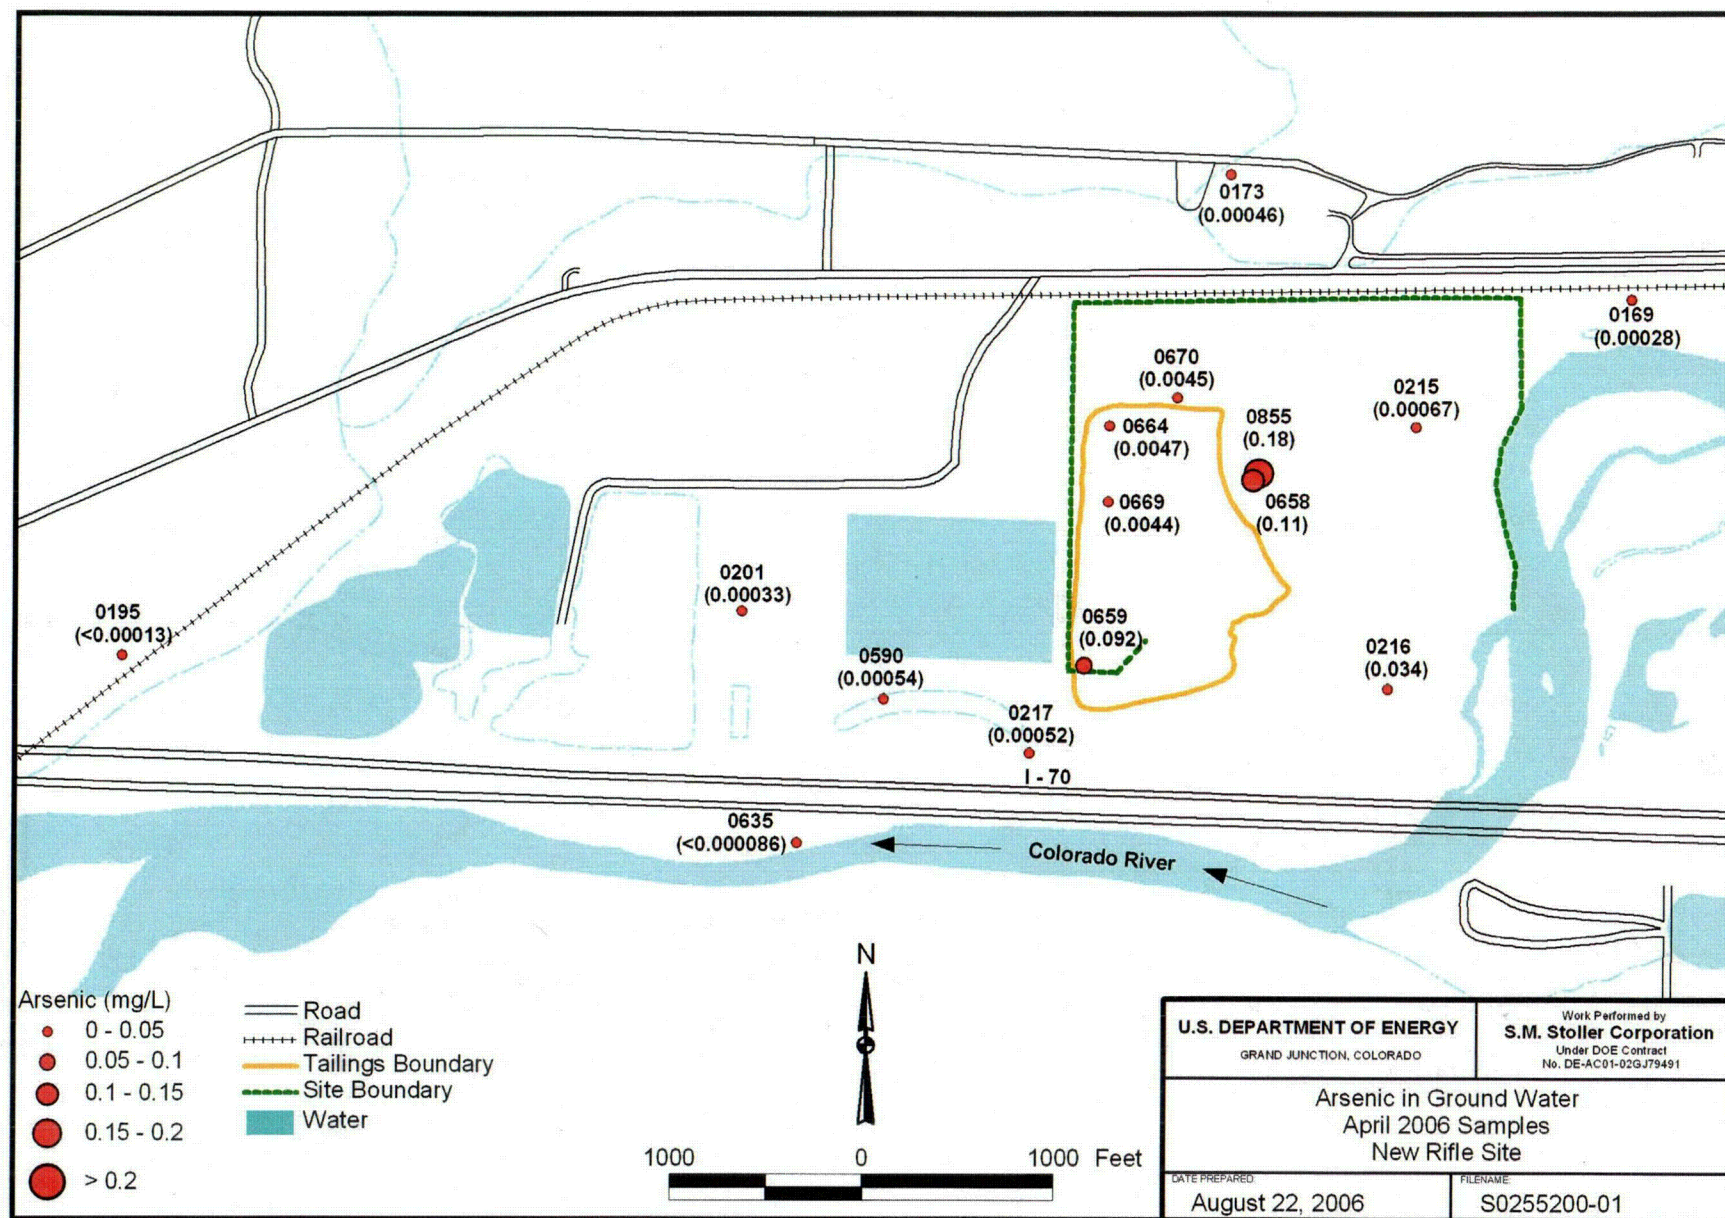 0173
(0.00046)
0169
(0.00028)
0670
(0.0045)
0215
(0.00067)
0855
(0.18)
0664
(0.0047)
0669
(0.0044)
0658
(0.11)
0201
(0.00033)
0195
(<0.00013)
0659
(0.092)
0590
(0.00054)
0216
(0.034)
0217
(0.00052)
I - 70
0635
(<0.000086)
Colorado River
N
Arsenic (mg/L)
0 - 0.05
0.05 - 0.1
0.1 - 0.15
0.15 - 0.2
> 0.2
Road
Railroad
Tailings Boundary
Site Boundary
Water
1000 0 1000 Feet
U.S. DEPARTMENT OF ENERGY
GRAND JUNCTION, COLORADO
Work Performed by
S.M. Stoller Corporation
Under DOE Contract
No. DE-AC01-02GJ79491
Arsenic in Ground Water
April 2006 Samples
New Rifle Site
DATE PREPARED:
August 22, 2006
FILENAME:
S0255200-01